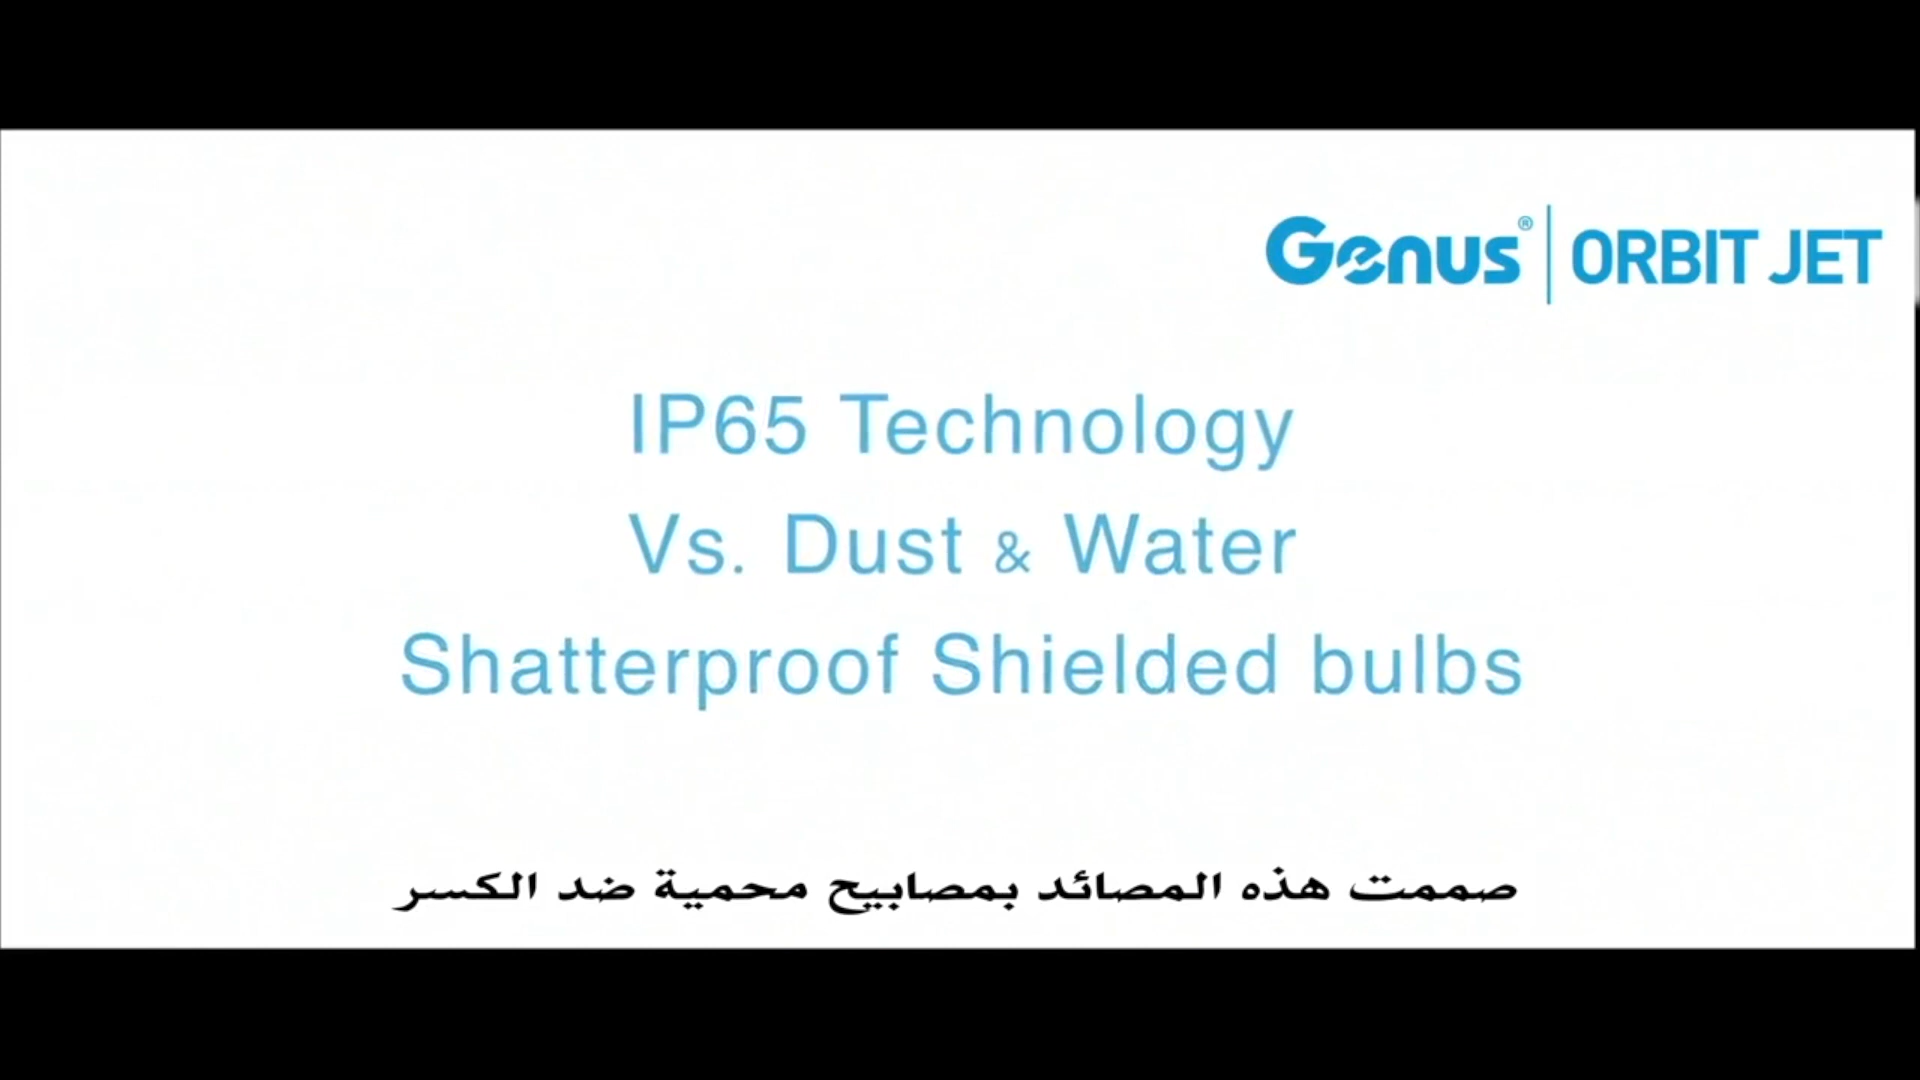 Genus® | ORBIT JET
IP65 Technology
Vs. Dust & Water
Shatterproof Shielded bulbs
صممت هذه المصائد بمصابيح محمية ضد الكسر